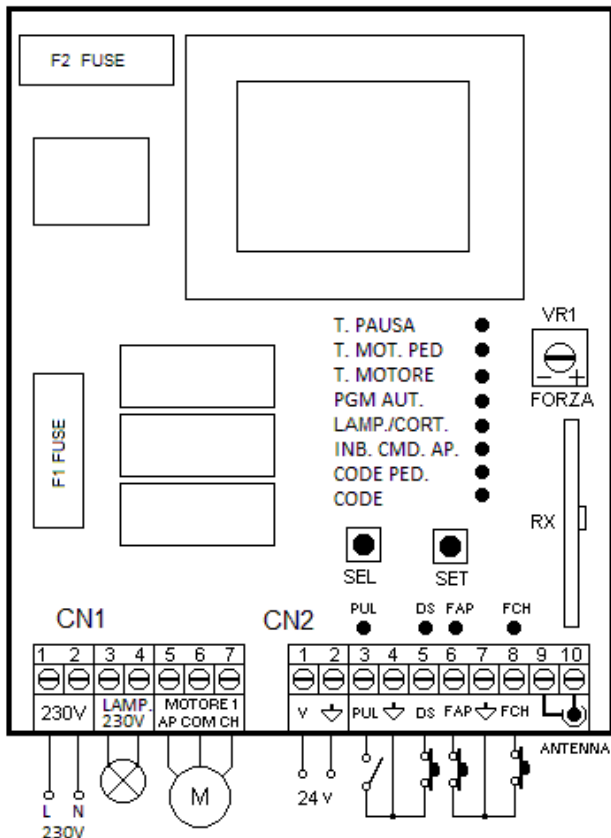 F2 FUSE
T. PAUSA
T. MOT. PED
T. MOTORE
PGM AUT.
LAMP./CORT.
INB. CMD. AP.
CODE PED.
CODE
VR1
- +
FORZA
F1 FUSE
RX
SEL SET
PUL DS FAP FCH
CN1 CN2
1 2 3 4 5 6 7
1 2 3 4 5 6 7 8 9 10
230V LAMP. 230V MOTORE 1 AP COM CH
V PUL DS FAP FCH
ANTENNA
L N
230V
M
24 V